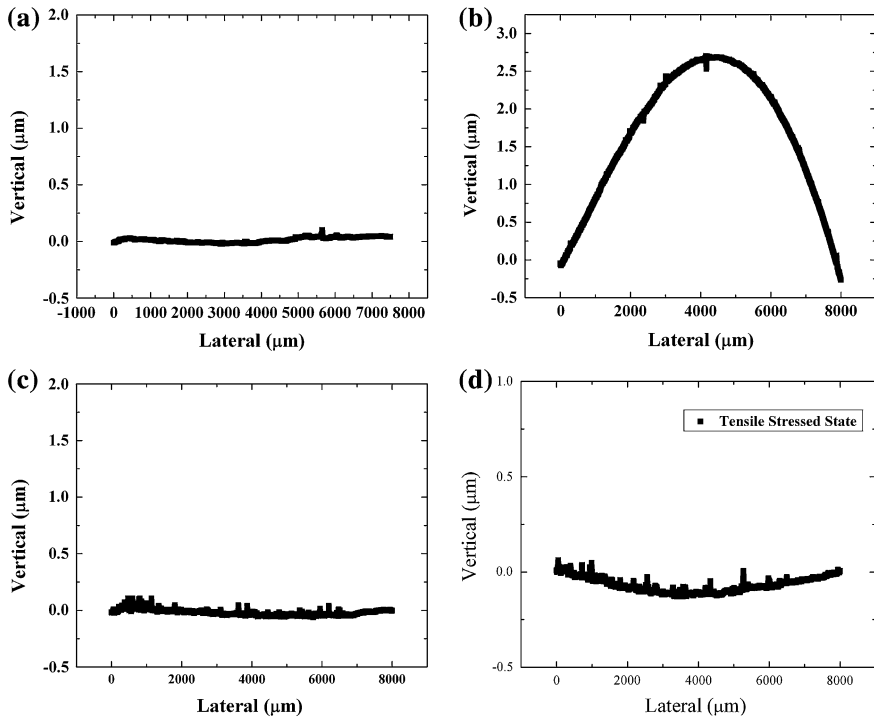 (a)
2.0
1.5
1.0
0.5
0.0
-0.5
Vertical (μm)
-1000 0 1000 2000 3000 4000 5000 6000 7000 8000
Lateral (μm)
(b)
3.0
2.5
2.0
1.5
1.0
0.5
0.0
-0.5
Vertical (μm)
0 2000 4000 6000 8000
Lateral (μm)
(c)
2.0
1.5
1.0
0.5
0.0
-0.5
Vertical (μm)
0 2000 4000 6000 8000
Lateral (μm)
(d)
1.0
0.5
0.0
-0.5
Vertical (μm)
Tensile Stressed State
0 2000 4000 6000 8000
Lateral (μm)